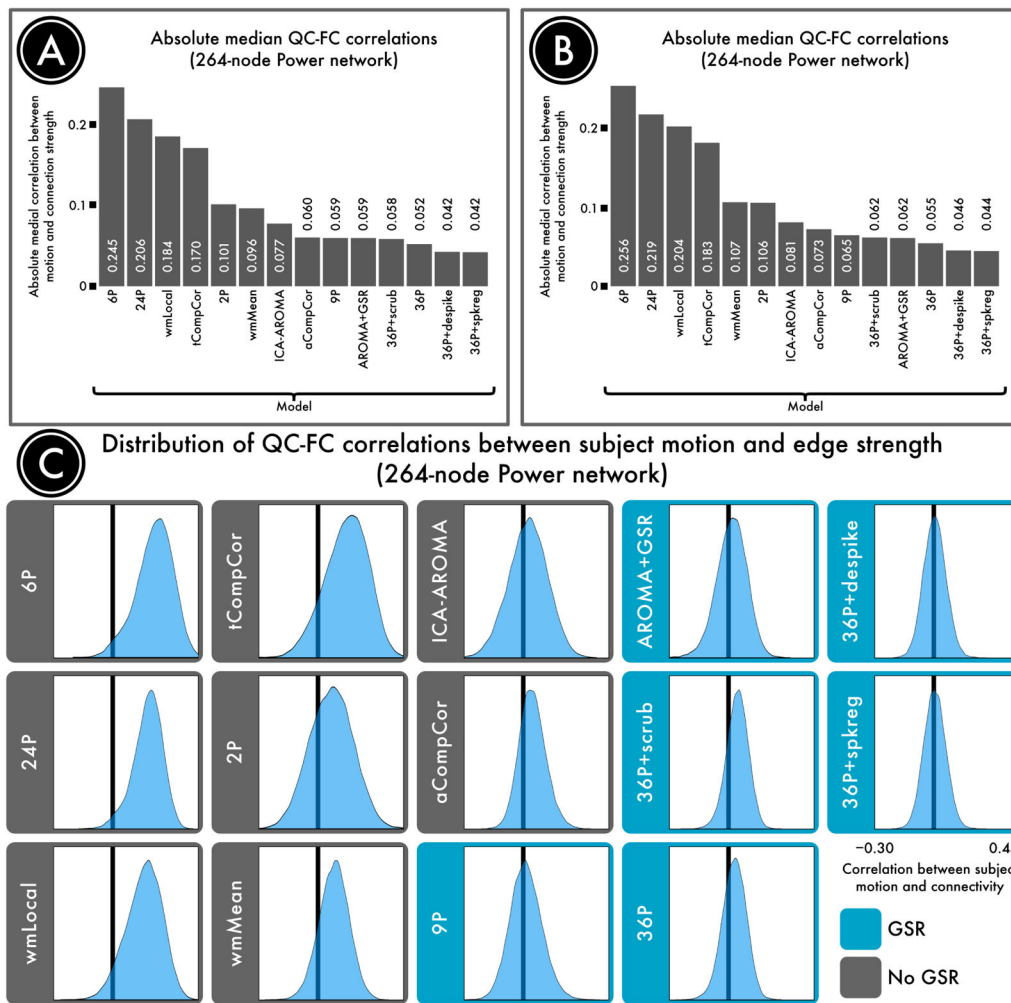 A
Absolute median QC-FC correlations
(264-node Power network)
Absolute medial correlation between
motion and connection strength
0.2
0.1
0
0.245
0.206
0.184
0.170
0.101
0.096
0.077
0.060
0.059
0.059
0.058
0.052
0.042
0.042
6P
24P
wmLocal
tCompCor
2P
wmMean
ICA-AROMA
aCompCor
9P
AROMA+GSR
36P+scrub
36P
36P+despike
36P+spkreg
Model
B
Absolute median QC-FC correlations
(264-node Power network)
Absolute medial correlation between
motion and connection strength
0.2
0.1
0
0.256
0.219
0.204
0.183
0.107
0.106
0.081
0.073
0.065
0.062
0.062
0.055
0.046
0.044
6P
24P
wmLocal
tCompCor
wmMean
2P
ICA-AROMA
aCompCor
9P
36P+scrub
AROMA+GSR
36P
36P+despike
36P+spkreg
Model
C
Distribution of QC-FC correlations between subject motion and edge strength
(264-node Power network)
6P
tCompCor
ICA-AROMA
AROMA+GSR
36P+despike
24P
2P
aCompCor
36P+scrub
36P+spkreg
wmLocal
wmMean
9P
36P
−0.30
Correlation between subjec
motion and connectivity
GSR
No GSR